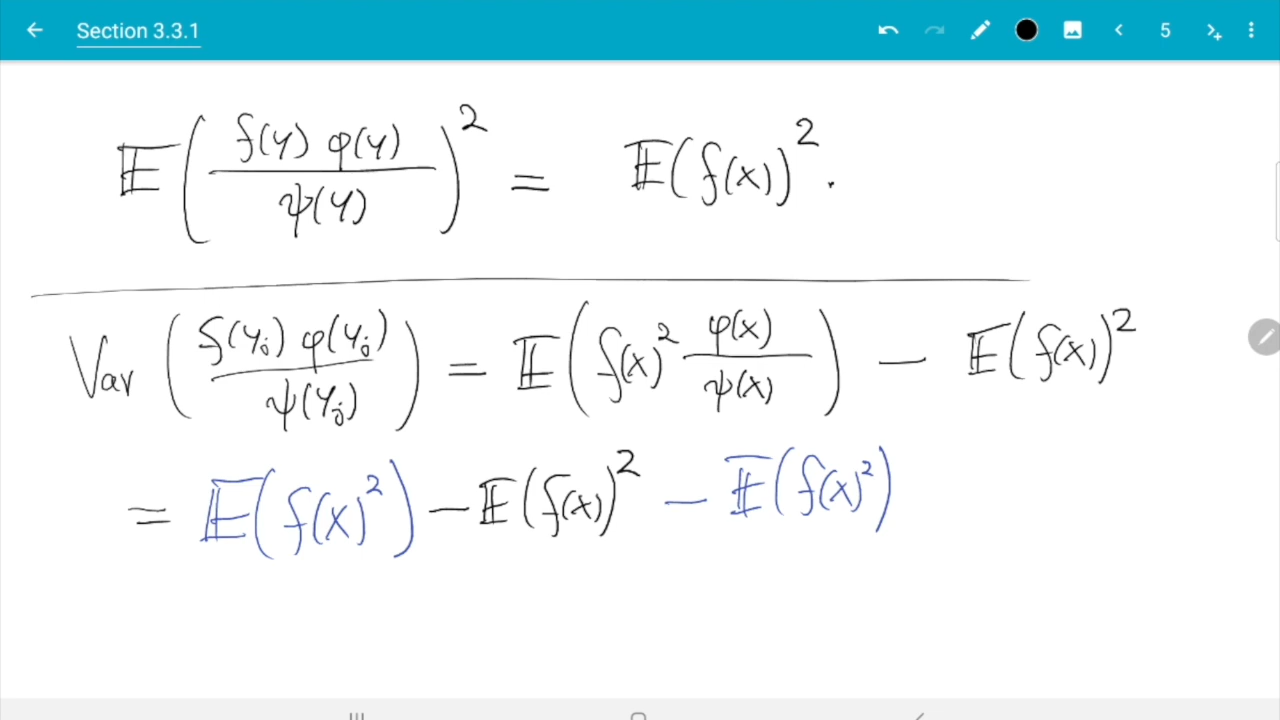 Section 3.3.1 5
𝔼(f(Y) φ(Y) / ψ(Y))² = 𝔼(f(X))².
Var(f(Yⱼ) φ(Yⱼ) / ψ(Yⱼ)) = 𝔼(f(X)² φ(X) / ψ(X)) − 𝔼(f(X))²
= 𝔼(f(X)²) − 𝔼(f(X))² − 𝔼(f(X)²)